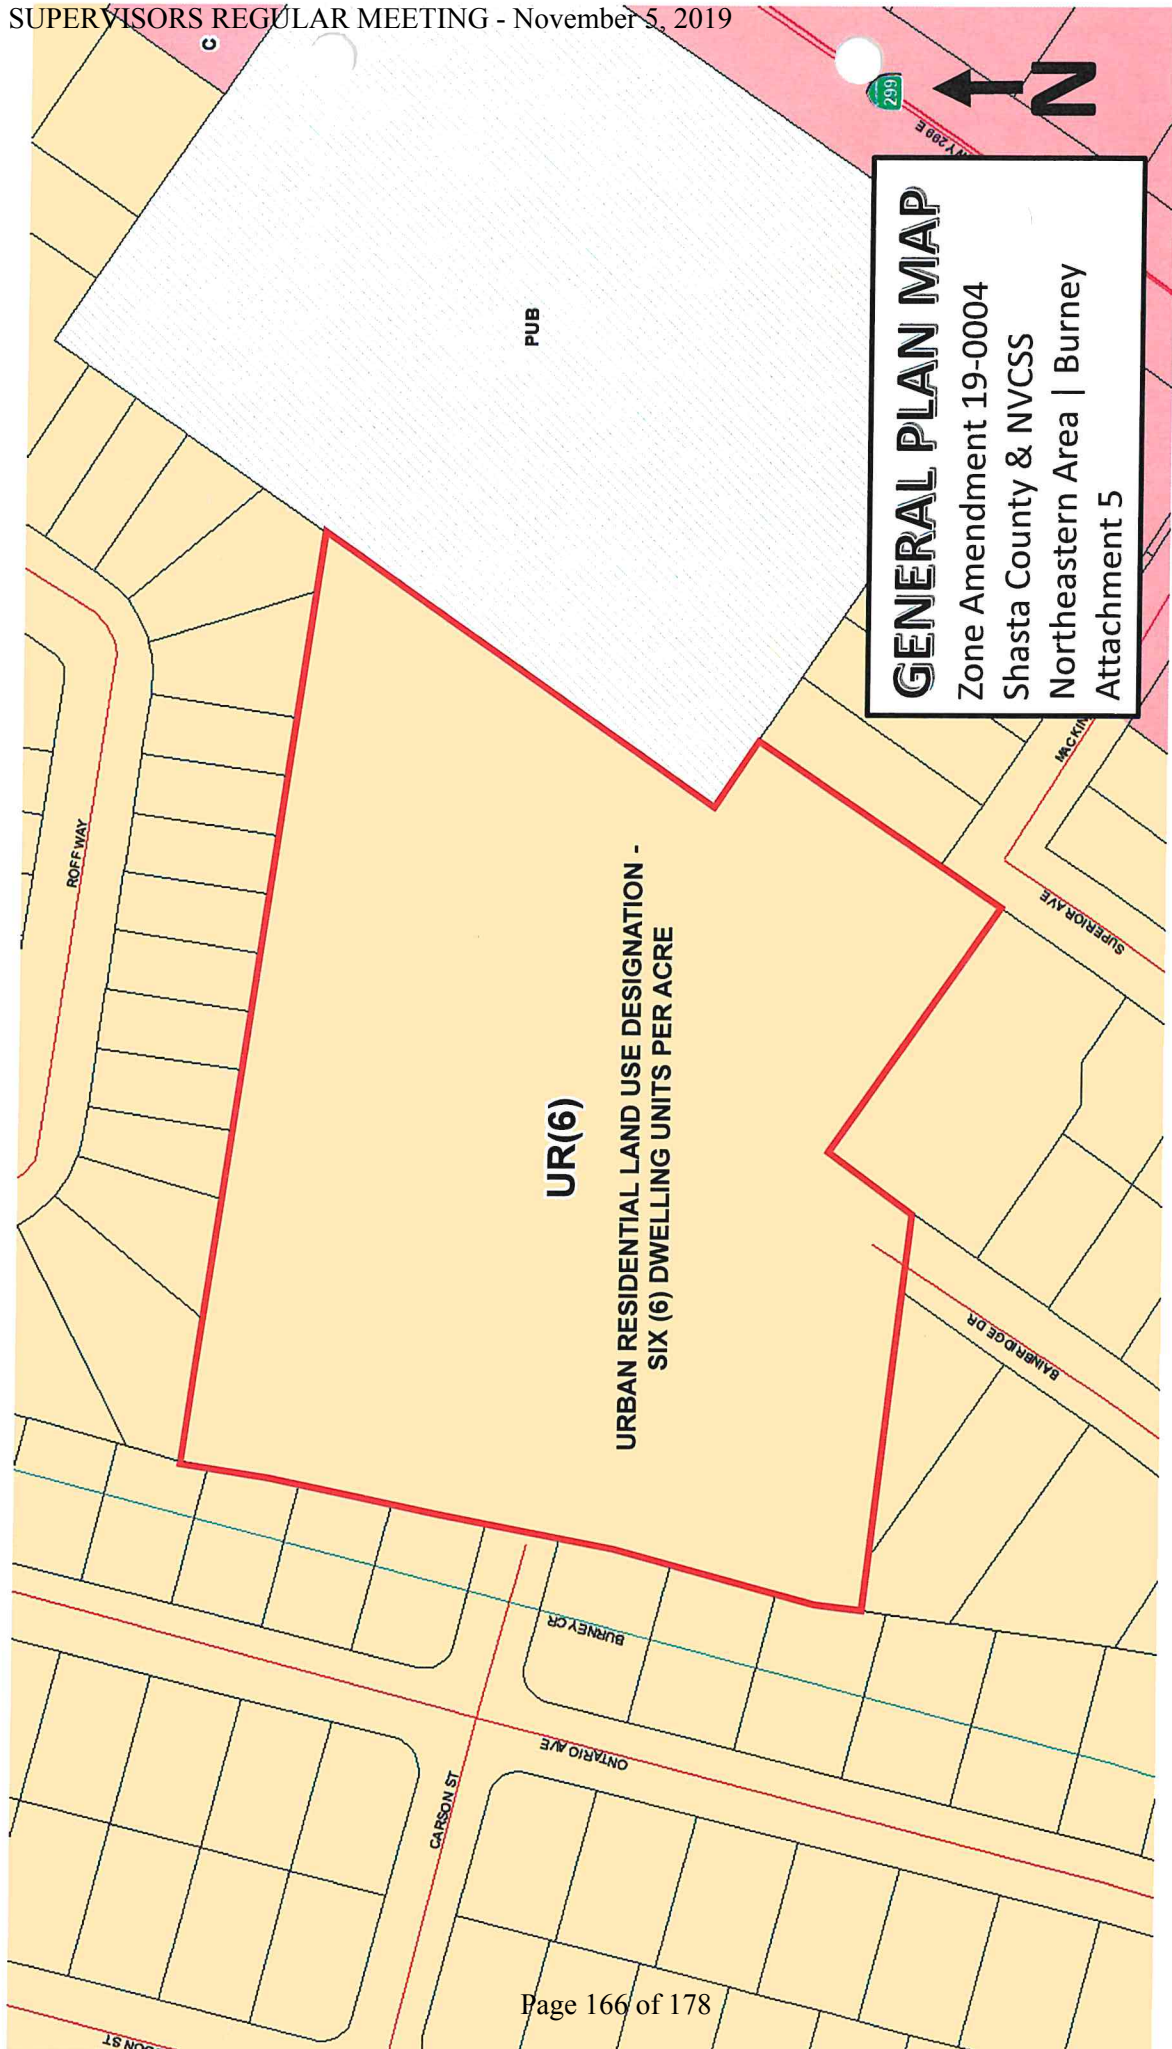 SUPERVISORS REGULAR MEETING - November 5, 2019
C
299
N
GENERAL PLAN MAP
Zone Amendment 19-0004
Shasta County & NVCSS
Northeastern Area | Burney
Attachment 5
PUB
ROFF WAY
SUPERIOR AVE
UR(6)
URBAN RESIDENTIAL LAND USE DESIGNATION -
SIX (6) DWELLING UNITS PER ACRE
BAINBRIDGE DR
BURNEY CR
ONTARIO AVE
CARSON ST
Page 166 of 178